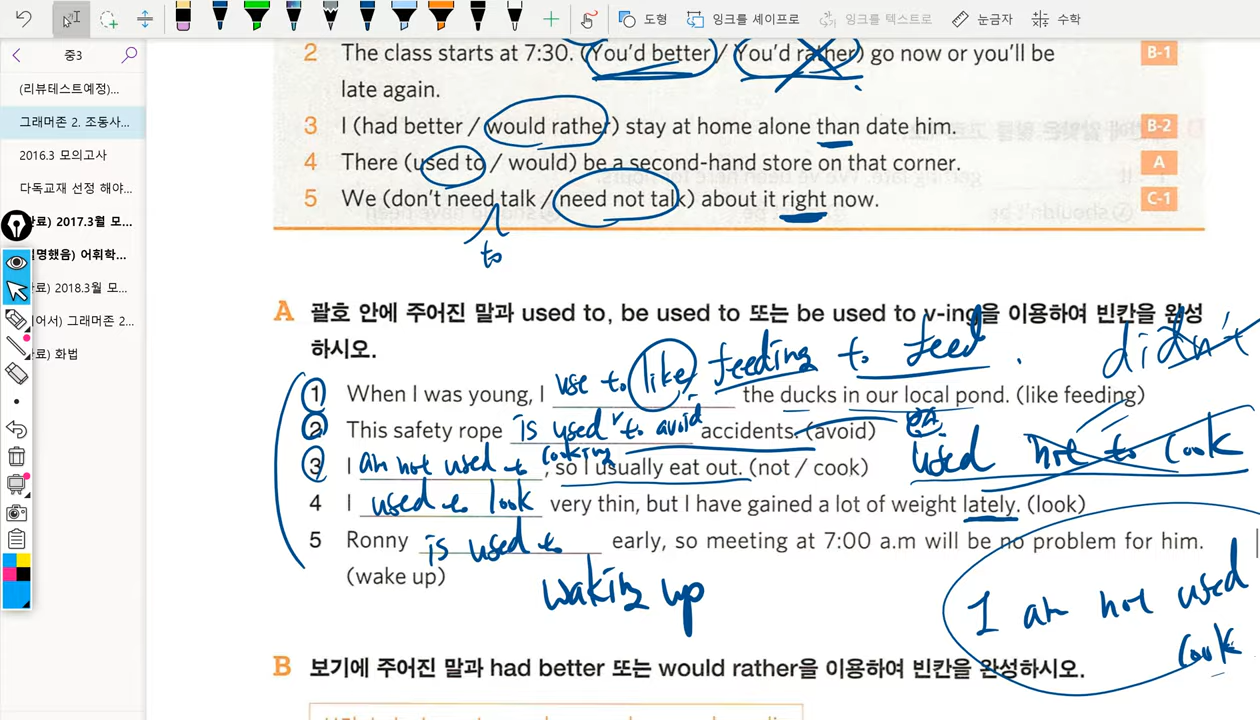 도형
잉크를 셰이프로
잉크를 텍스트로
눈금자
수학
중3
(리뷰테스트예정)...
그래머존 2. 조동사...
2016.3 모의고사
다독교재 선정 해야...
료) 2017.3월 모...
명했음) 어휘학...
료) 2018.3월 모...
어서) 그래머존 2...
료) 화법
2 The class starts at 7:30. (You'd better / You'd rather) go now or you'll be B-1
late again.
3 I (had better / would rather) stay at home alone than date him. B-2
4 There (used to / would) be a second-hand store on that corner. A
5 We (don't need talk / need not talk) about it right now. C-1
to
A 괄호 안에 주어진 말과 used to, be used to 또는 be used to v-ing을 이용하여 빈칸을 완성
하시오.
feeding to feed. didn't
1 When I was young, I use to like the ducks in our local pond. (like feeding)
2 This safety rope is used to avoid accidents. (avoid)
cooking used not to cook
3 I am not used to, so I usually eat out. (not / cook)
4 I used to look very thin, but I have gained a lot of weight lately. (look)
5 Ronny is used to early, so meeting at 7:00 a.m will be no problem for him.
(wake up)
waking up
I am not used
cook
B 보기에 주어진 말과 had better 또는 would rather을 이용하여 빈칸을 완성하시오.